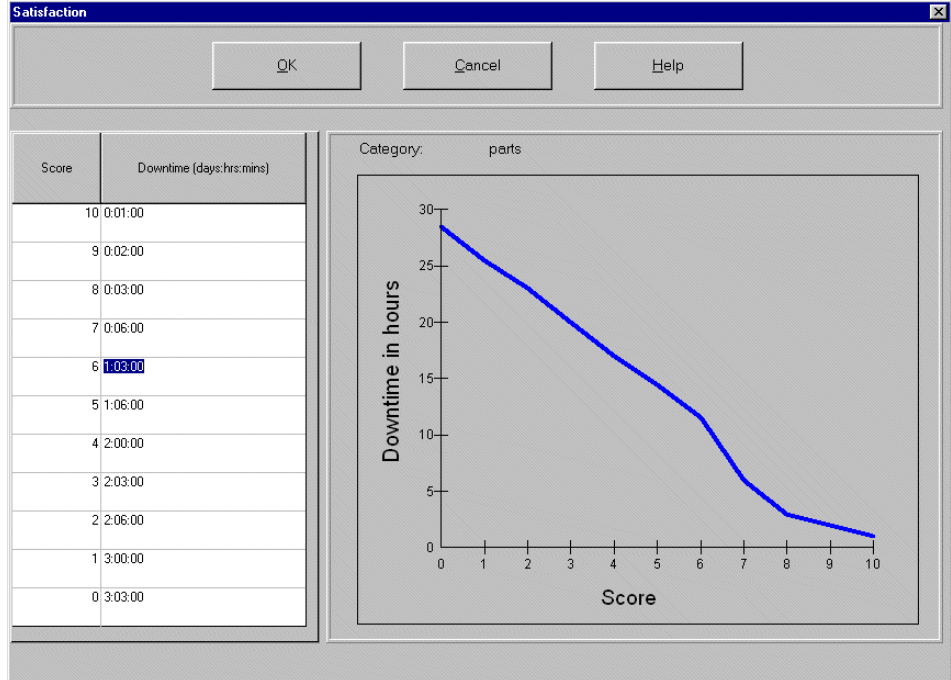 Satisfaction
OK Cancel Help
Score Downtime (days:hrs:mins)
10 0:01:00
9 0:02:00
8 0:03:00
7 0:06:00
6 1:03:00
5 1:06:00
4 2:00:00
3 2:03:00
2 2:06:00
1 3:00:00
0 3:03:00
Category: parts
30
25
20
15
10
5
0
Downtime in hours
0 1 2 3 4 5 6 7 8 9 10
Score